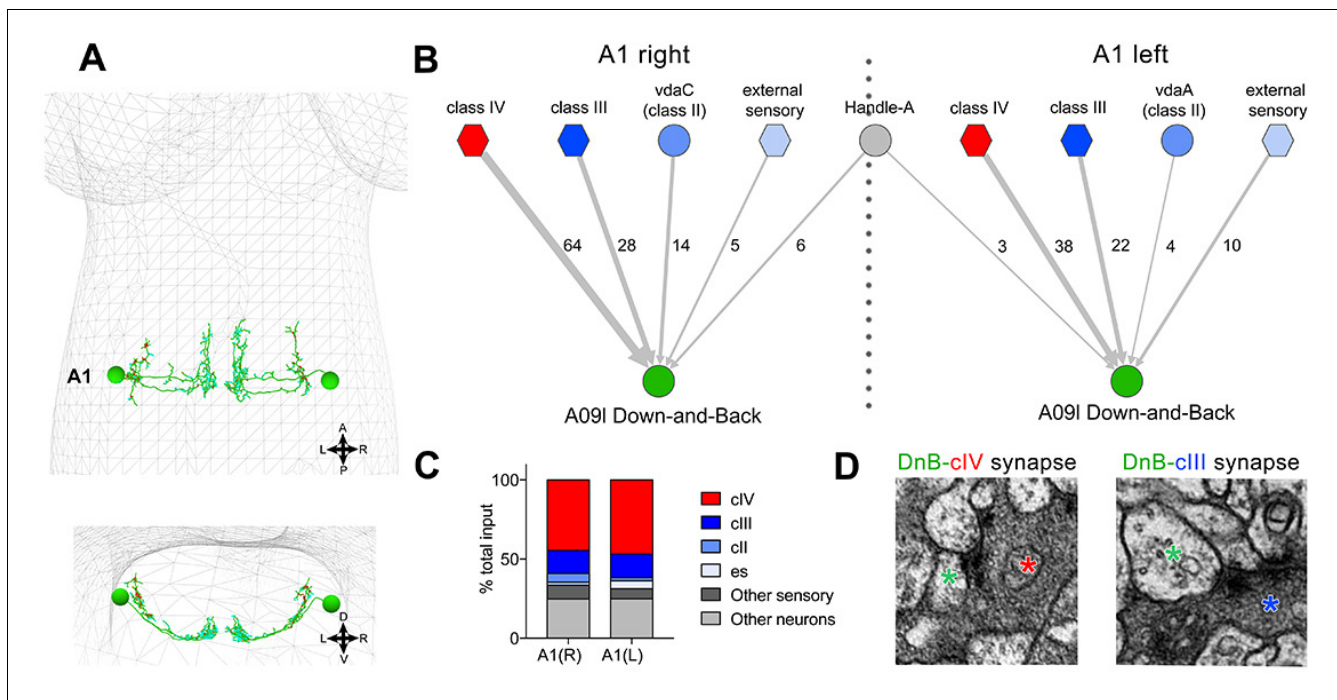 A
A1
A
L R
P
D
L R
V
B
A1 right
A1 left
class IV
class III
vdaC
(class II)
external
sensory
Handle-A
class IV
class III
vdaA
(class II)
external
sensory
64
28
14
5
6
3
38
22
4
10
A09l Down-and-Back
A09l Down-and-Back
C
% total input
100
50
0
A1(R)
A1(L)
cIV
cIII
cII
es
Other sensory
Other neurons
D
DnB-cIV synapse
DnB-cIII synapse
*
*
*
*